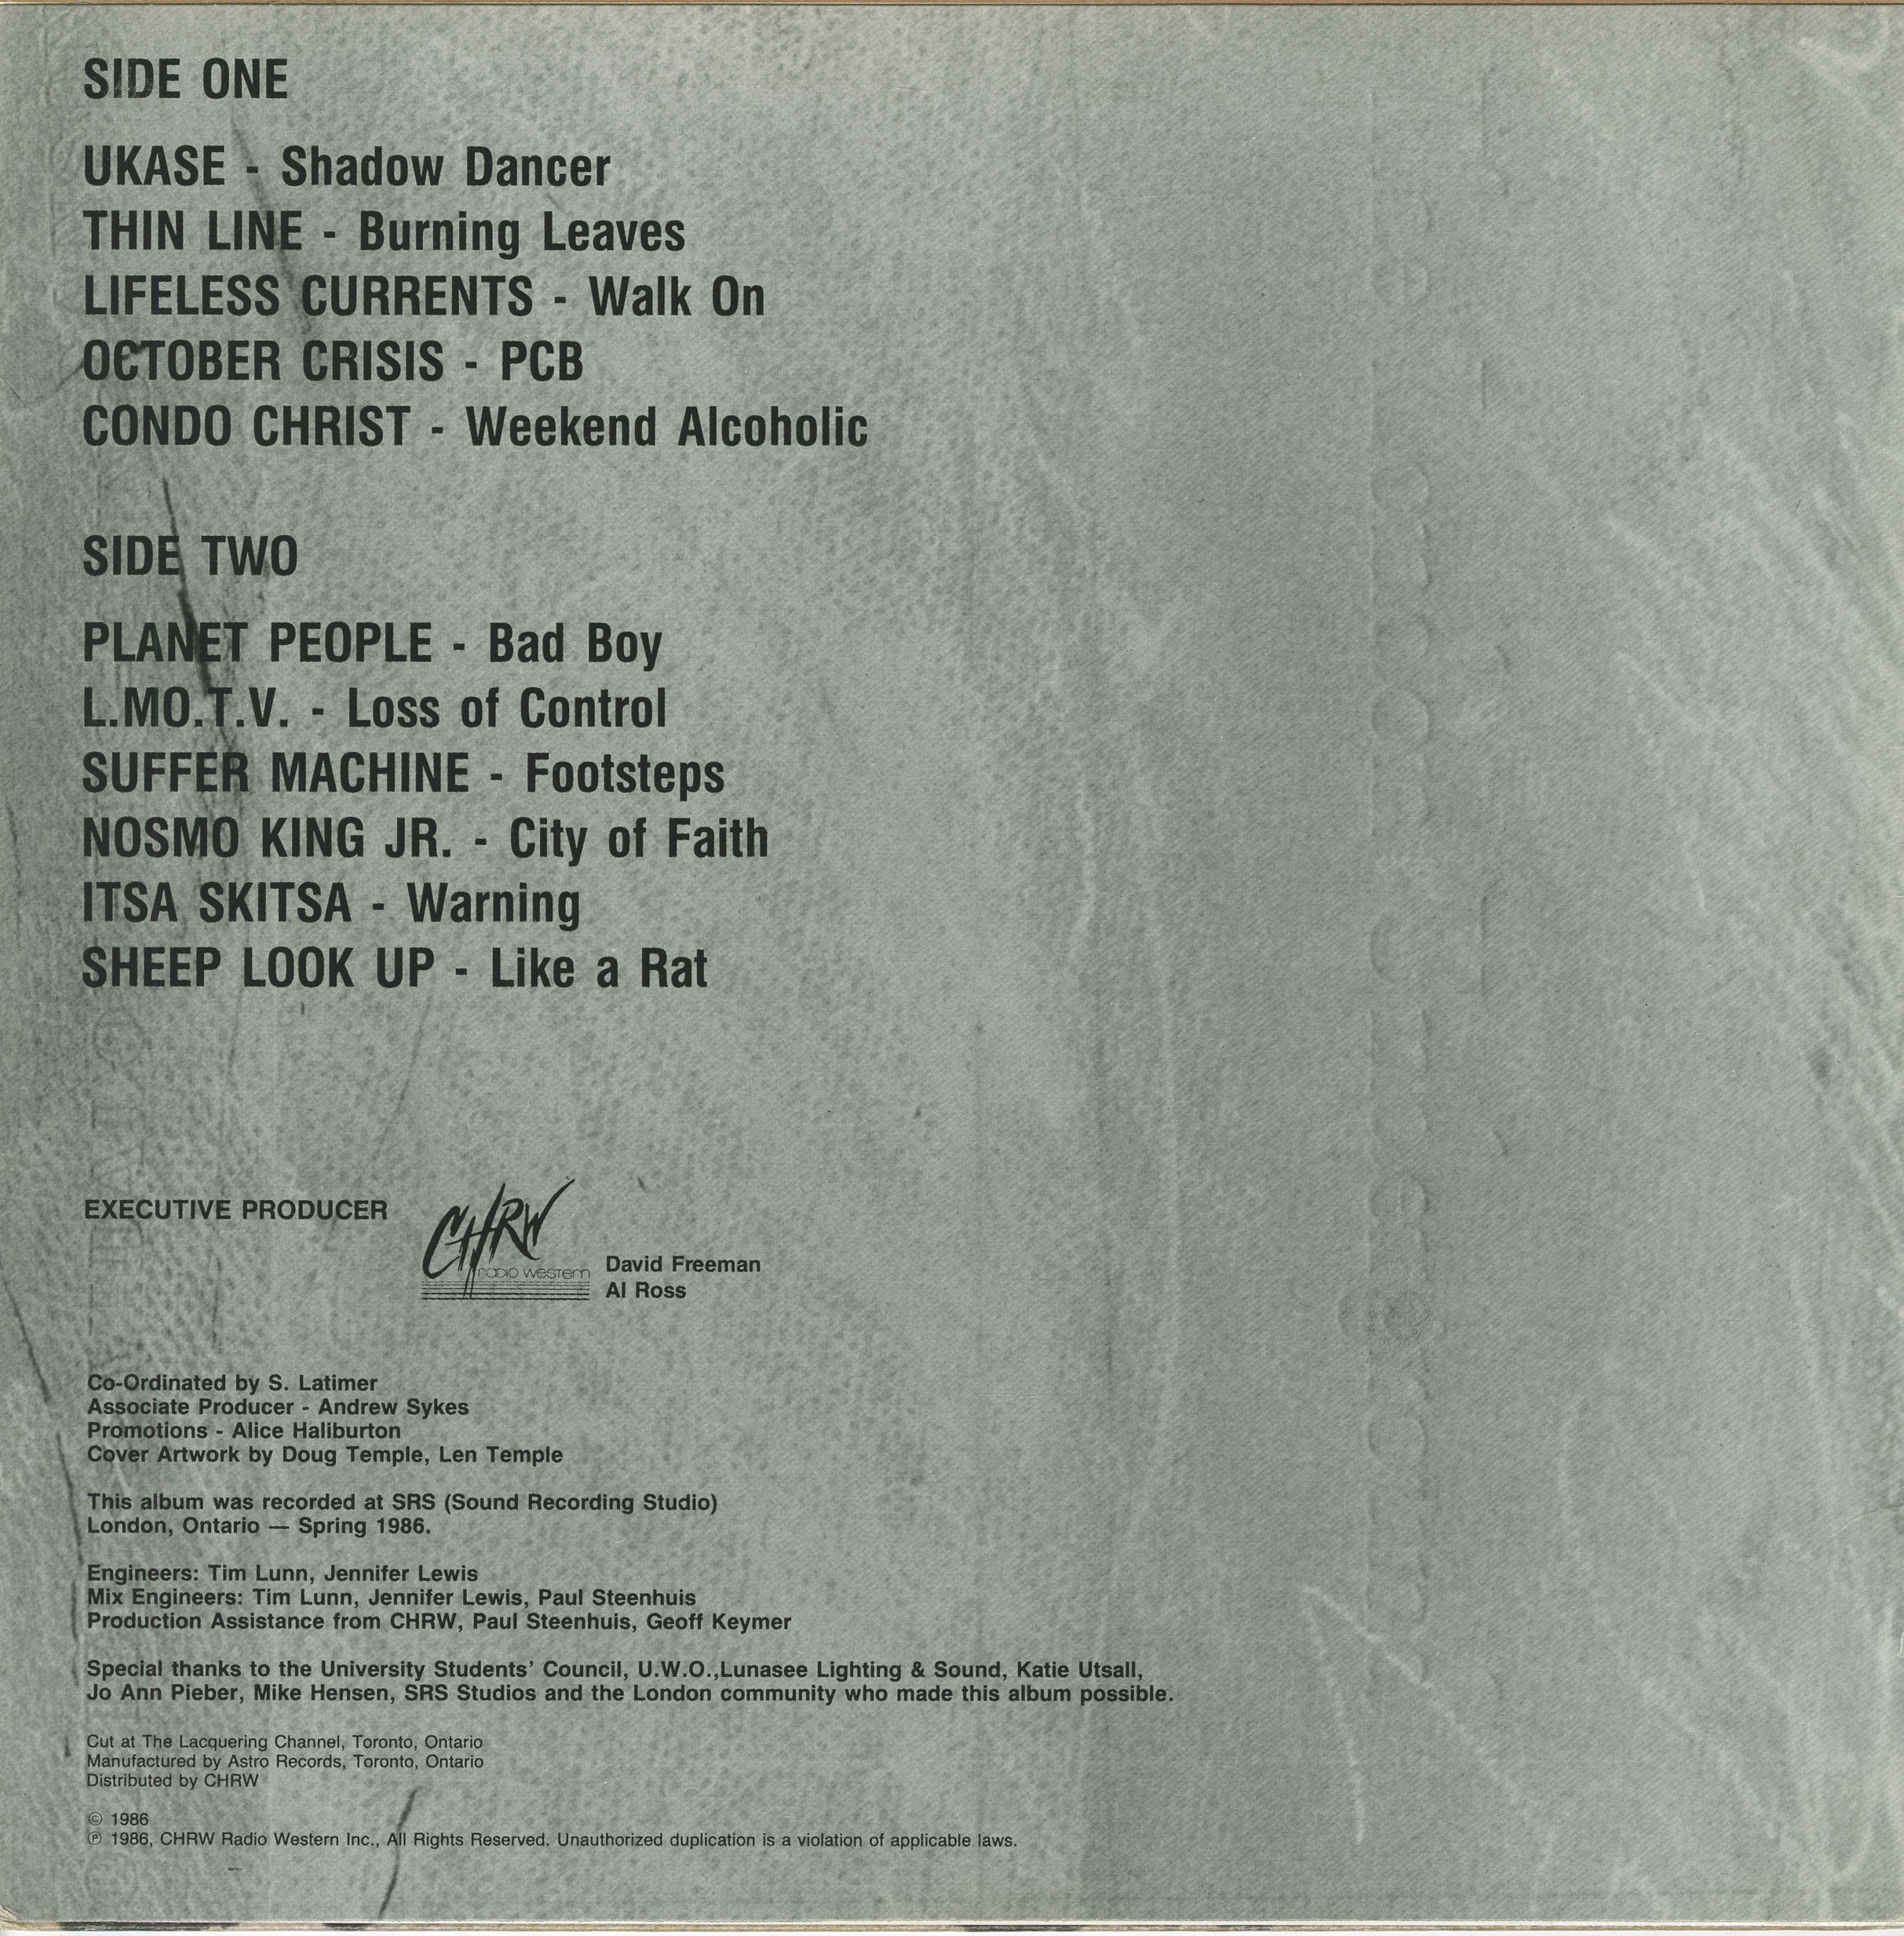 SIDE ONE
UKASE - Shadow Dancer
THIN LINE - Burning Leaves
LIFELESS CURRENTS - Walk On
OCTOBER CRISIS - PCB
CONDO CHRIST - Weekend Alcoholic
SIDE TWO
PLANET PEOPLE - Bad Boy
L.MO.T.V. - Loss of Control
SUFFER MACHINE - Footsteps
NOSMO KING JR. - City of Faith
ITSA SKITSA - Warning
SHEEP LOOK UP - Like a Rat
EXECUTIVE PRODUCER
CHRW
radio western
David Freeman
Al Ross
Co-Ordinated by S. Latimer
Associate Producer - Andrew Sykes
Promotions - Alice Haliburton
Cover Artwork by Doug Temple, Len Temple
This album was recorded at SRS (Sound Recording Studio)
London, Ontario — Spring 1986.
Engineers: Tim Lunn, Jennifer Lewis
Mix Engineers: Tim Lunn, Jennifer Lewis, Paul Steenhuis
Production Assistance from CHRW, Paul Steenhuis, Geoff Keymer
Special thanks to the University Students' Council, U.W.O.,Lunasee Lighting & Sound, Katie Utsall,
Jo Ann Pieber, Mike Hensen, SRS Studios and the London community who made this album possible.
Cut at The Lacquering Channel, Toronto, Ontario
Manufactured by Astro Records, Toronto, Ontario
Distributed by CHRW
© 1986
℗ 1986, CHRW Radio Western Inc., All Rights Reserved. Unauthorized duplication is a violation of applicable laws.